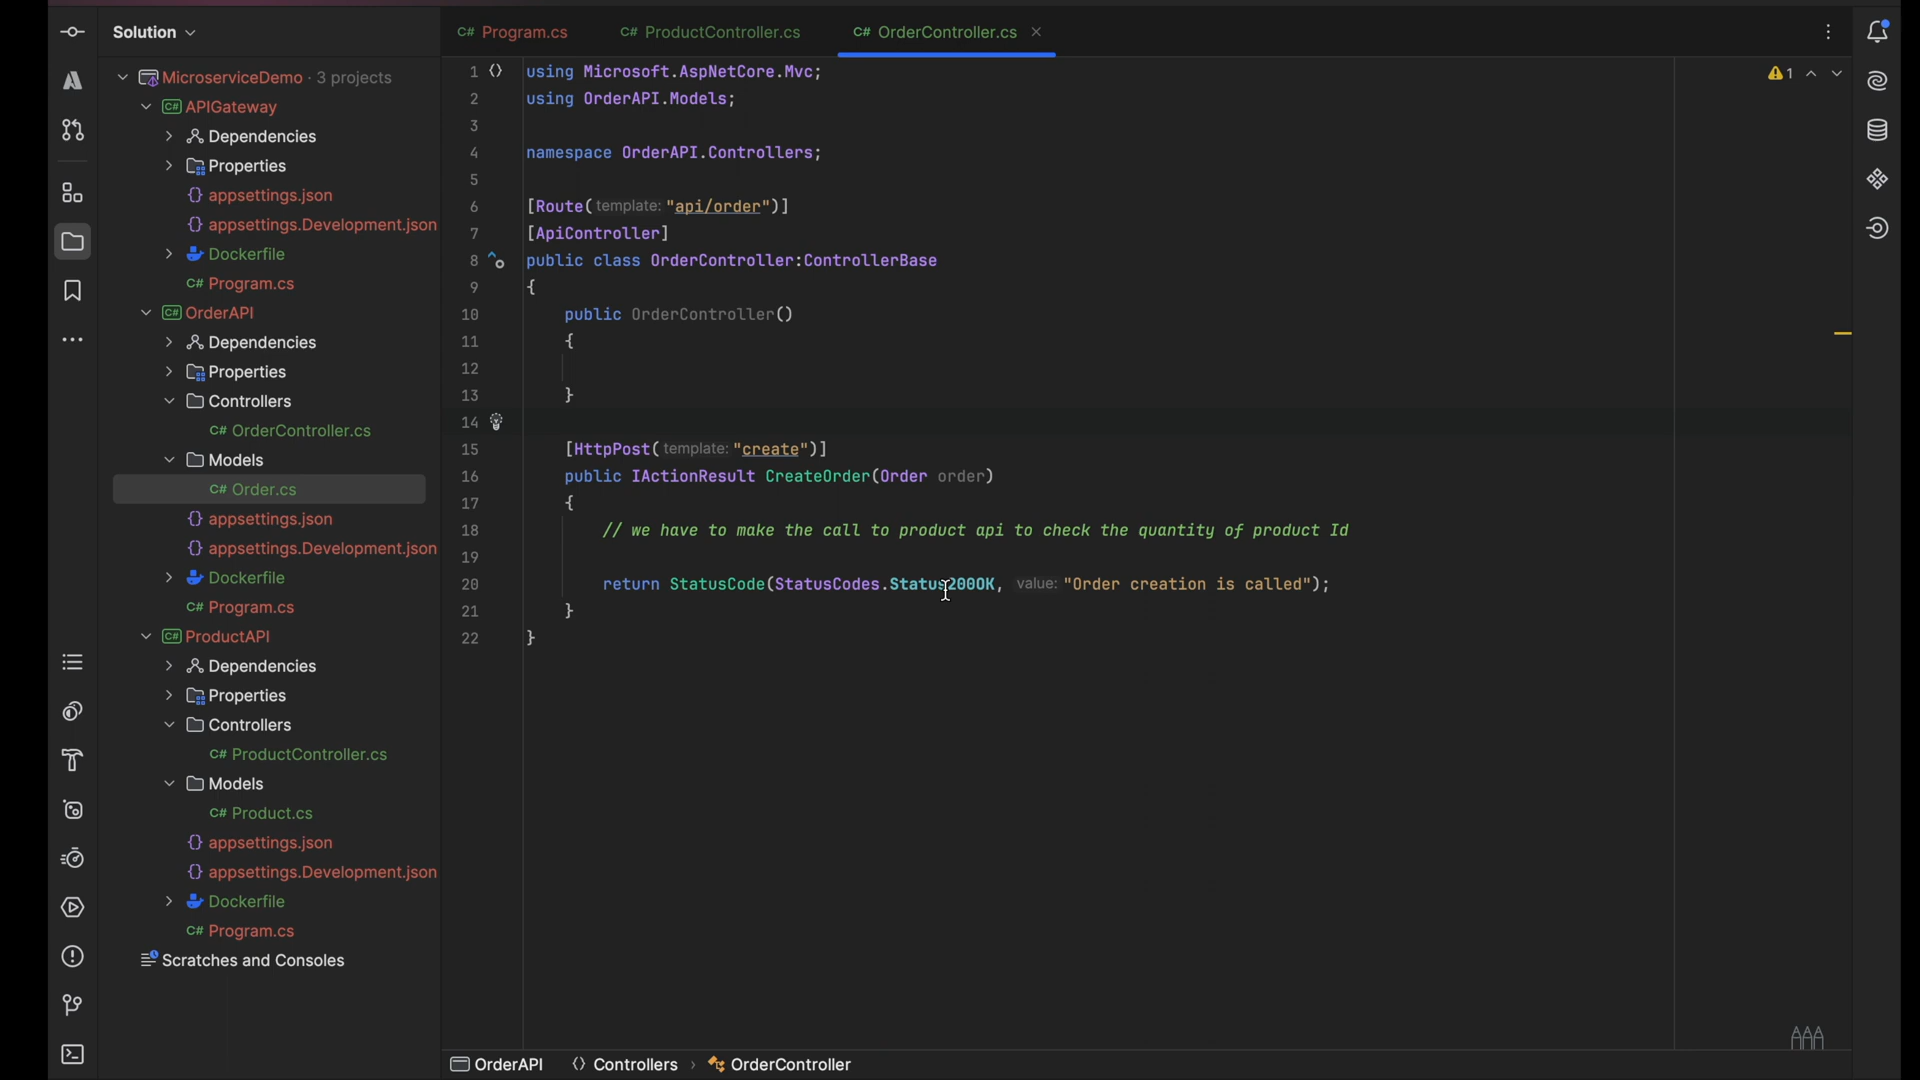 Solution
MicroserviceDemo · 3 projects
APIGateway
Dependencies
Properties
{} appsettings.json
{} appsettings.Development.json
Dockerfile
C# Program.cs
C# OrderAPI
Dependencies
Properties
Controllers
C# OrderController.cs
Models
C# Order.cs
{} appsettings.json
{} appsettings.Development.json
Dockerfile
C# Program.cs
C# ProductAPI
Dependencies
Properties
Controllers
C# ProductController.cs
Models
C# Product.cs
{} appsettings.json
{} appsettings.Development.json
Dockerfile
C# Program.cs
Scratches and Consoles
C# Program.cs C# ProductController.cs C# OrderController.cs
1 using Microsoft.AspNetCore.Mvc;
2 using OrderAPI.Models;
3
4 namespace OrderAPI.Controllers;
5
6 [Route( template: "api/order")]
7 [ApiController]
8 public class OrderController:ControllerBase
9 {
10 public OrderController()
11 {
12
13 }
14
15 [HttpPost( template: "create")]
16 public IActionResult CreateOrder(Order order)
17 {
18 // we have to make the call to product api to check the quantity of product Id
19
20 return StatusCode(StatusCodes.Status200OK, value: "Order creation is called");
21 }
22 }
1
OrderAPI Controllers › OrderController